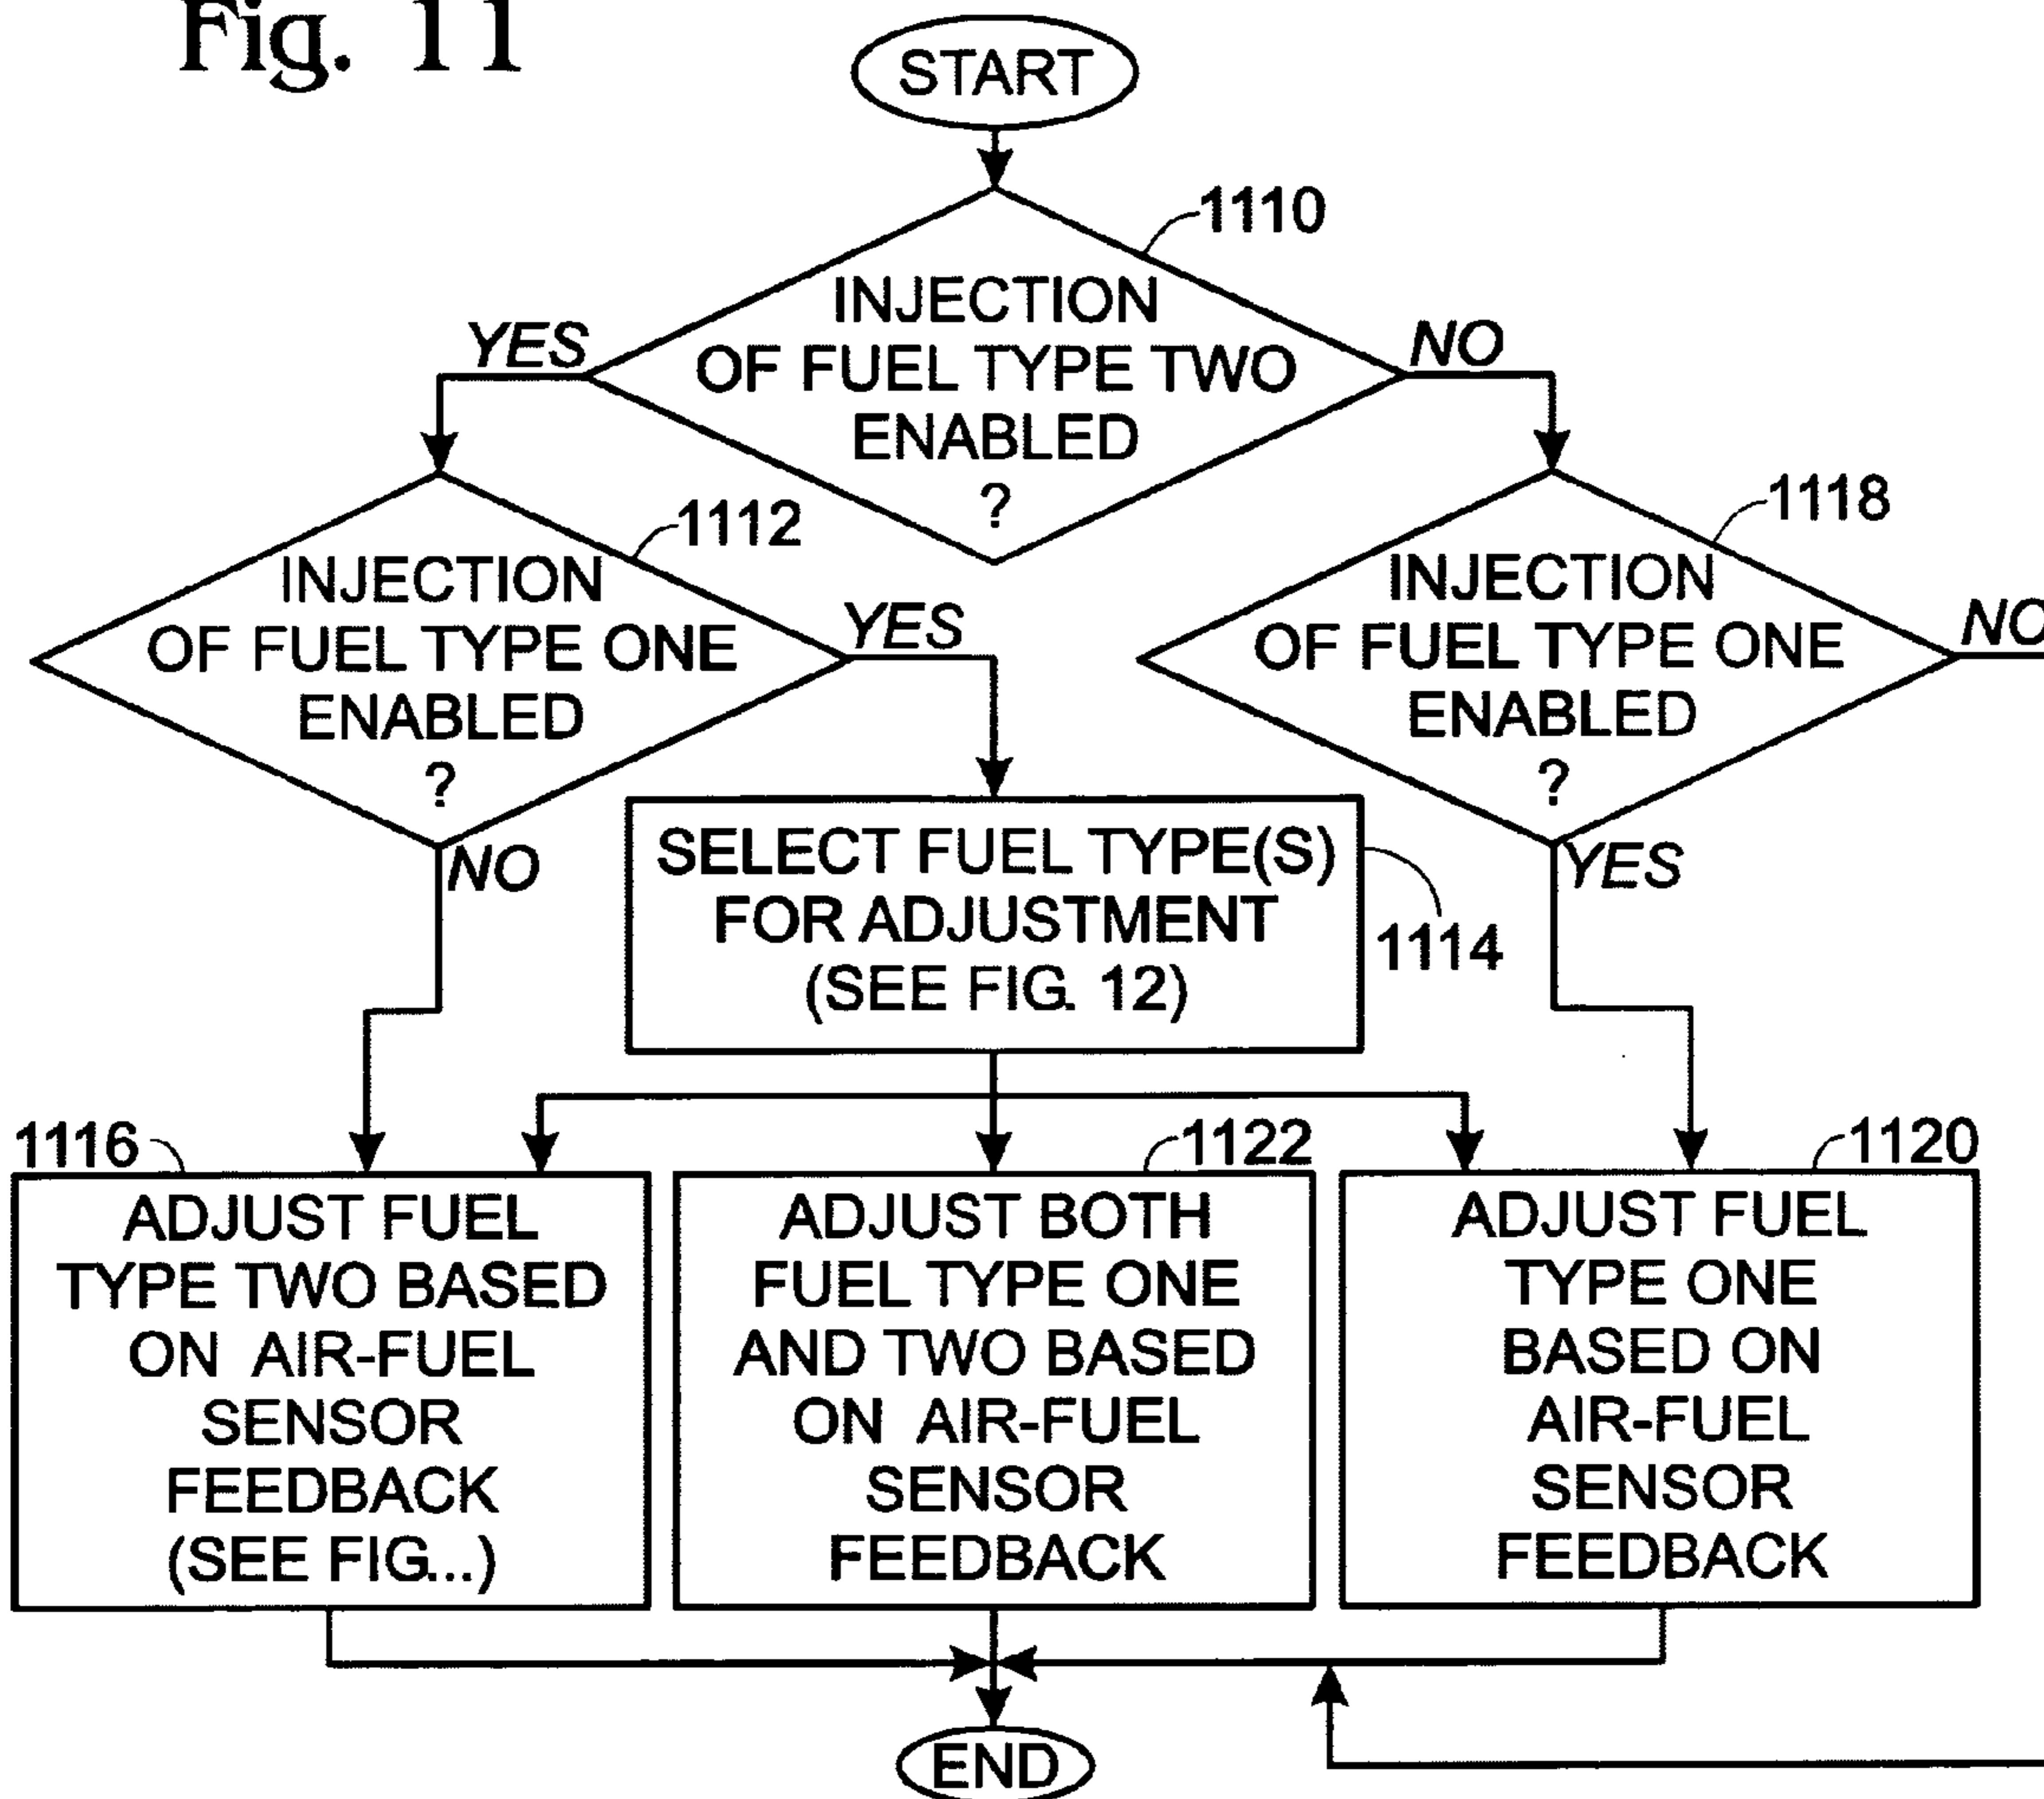 Fig. 11
START
1110
INJECTION
OF FUEL TYPE TWO
ENABLED
?
YES
NO
1112
INJECTION
OF FUEL TYPE ONE
ENABLED
?
YES
NO
1118
INJECTION
OF FUEL TYPE ONE
ENABLED
?
NO
YES
SELECT FUEL TYPE(S)
FOR ADJUSTMENT
(SEE FIG. 12)
1114
1116
ADJUST FUEL
TYPE TWO BASED
ON AIR-FUEL
SENSOR
FEEDBACK
(SEE FIG...)
1122
ADJUST BOTH
FUEL TYPE ONE
AND TWO BASED
ON AIR-FUEL
SENSOR
FEEDBACK
1120
ADJUST FUEL
TYPE ONE
BASED ON
AIR-FUEL
SENSOR
FEEDBACK
END